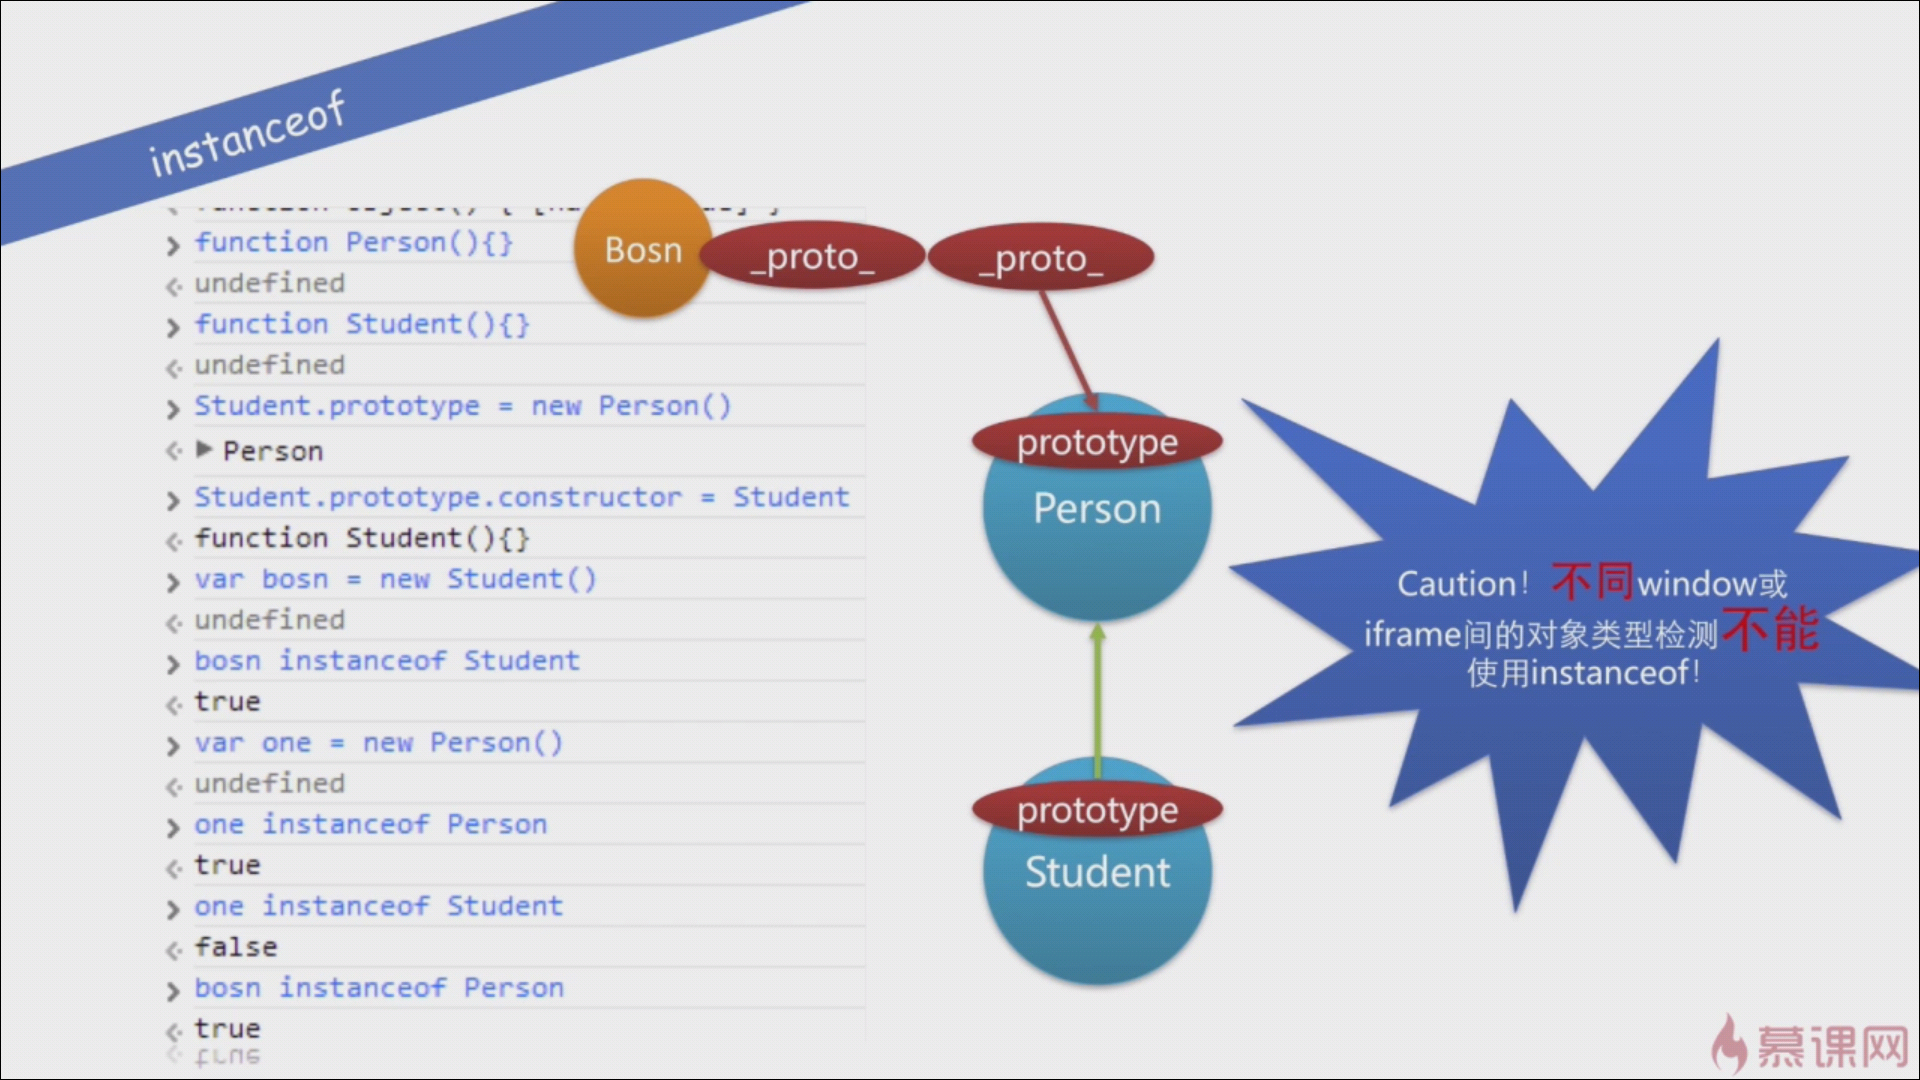 instanceof
function Person(){}
undefined
function Student(){}
undefined
Student.prototype = new Person()
Person
Student.prototype.constructor = Student
function Student(){}
var bosn = new Student()
undefined
bosn instanceof Student
true
var one = new Person()
undefined
one instanceof Person
true
one instanceof Student
false
bosn instanceof Person
true
Bosn
_proto_
_proto_
prototype
Person
prototype
Student
Caution！不同window或
iframe间的对象类型检测不能
使用instanceof！
慕课网